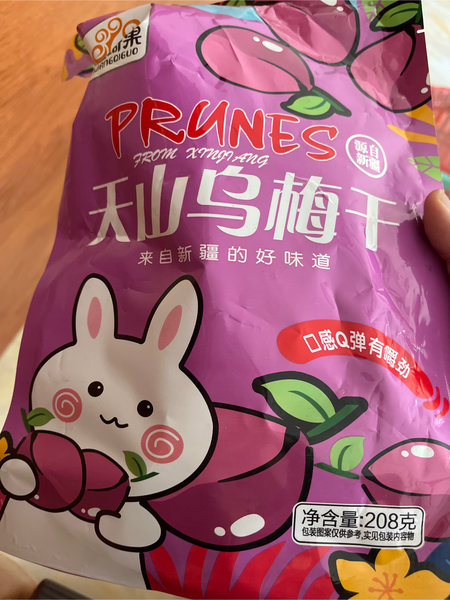 果
PRUNES
FROM XINJIANG
源自
新疆
天山乌梅干
来自新疆的好味道
口感Q弹有嚼劲
净含量:208克
包装图案仅供参考,实见包装内容物